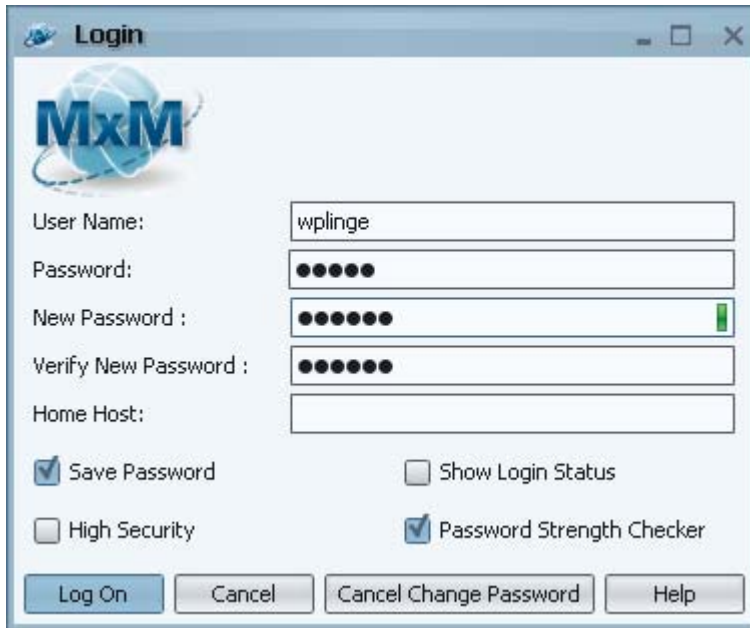 Login
MxM
User Name: wplinge
Password: ●●●●●
New Password : ●●●●●●
Verify New Password : ●●●●●●
Home Host:
Save Password Show Login Status
High Security Password Strength Checker
Log On Cancel Cancel Change Password Help